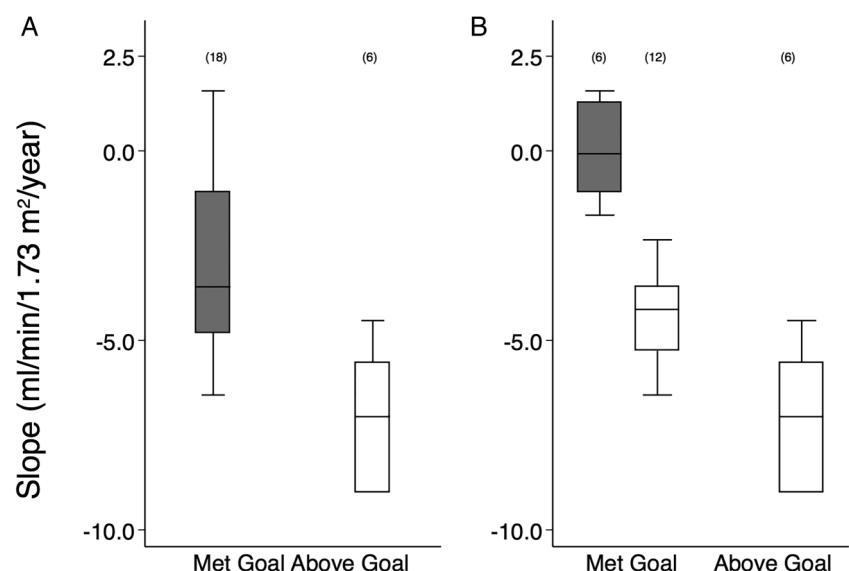 A
B
Slope (ml/min/1.73 m²/year)
2.5
0.0
-5.0
-10.0
(18)
(6)
Met Goal Above Goal
2.5
0.0
-5.0
-10.0
(6)
(12)
(6)
Met Goal
Above Goal